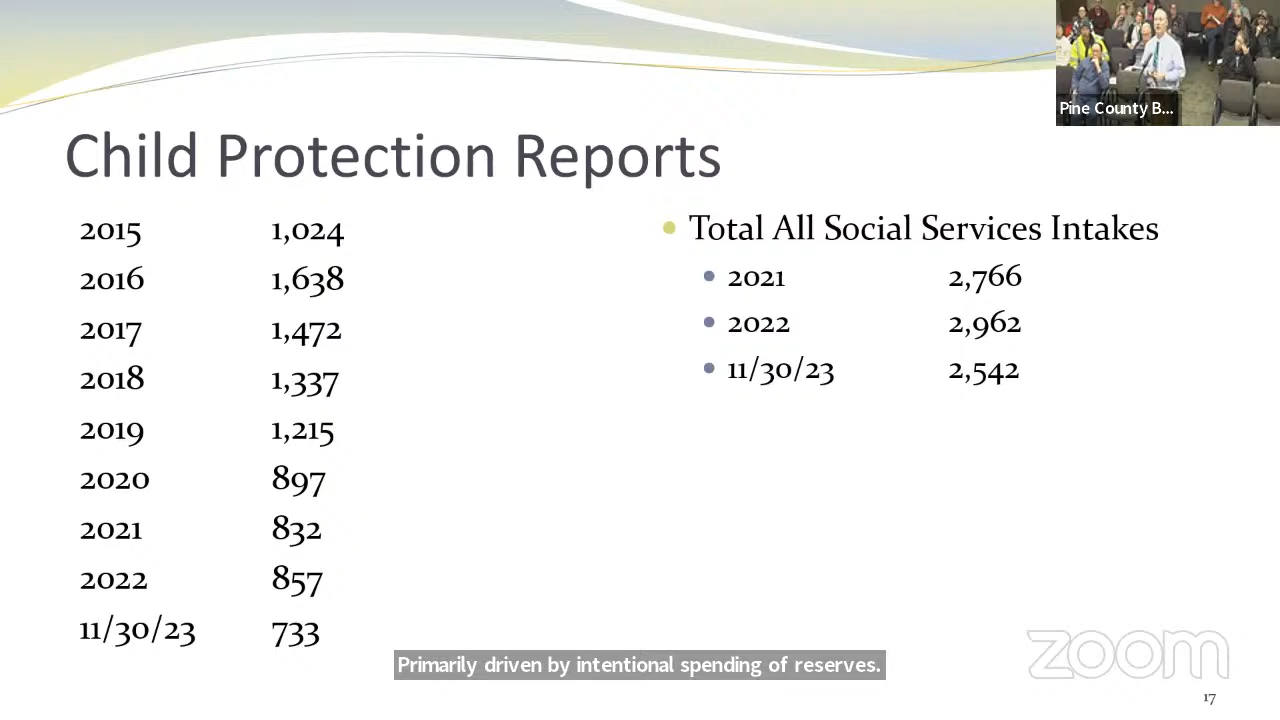 Pine County B...
Child Protection Reports
2015 1,024
2016 1,638
2017 1,472
2018 1,337
2019 1,215
2020 897
2021 832
2022 857
11/30/23 733
Total All Social Services Intakes
2021 2,766
2022 2,962
11/30/23 2,542
Primarily driven by intentional spending of reserves.
zoom
17